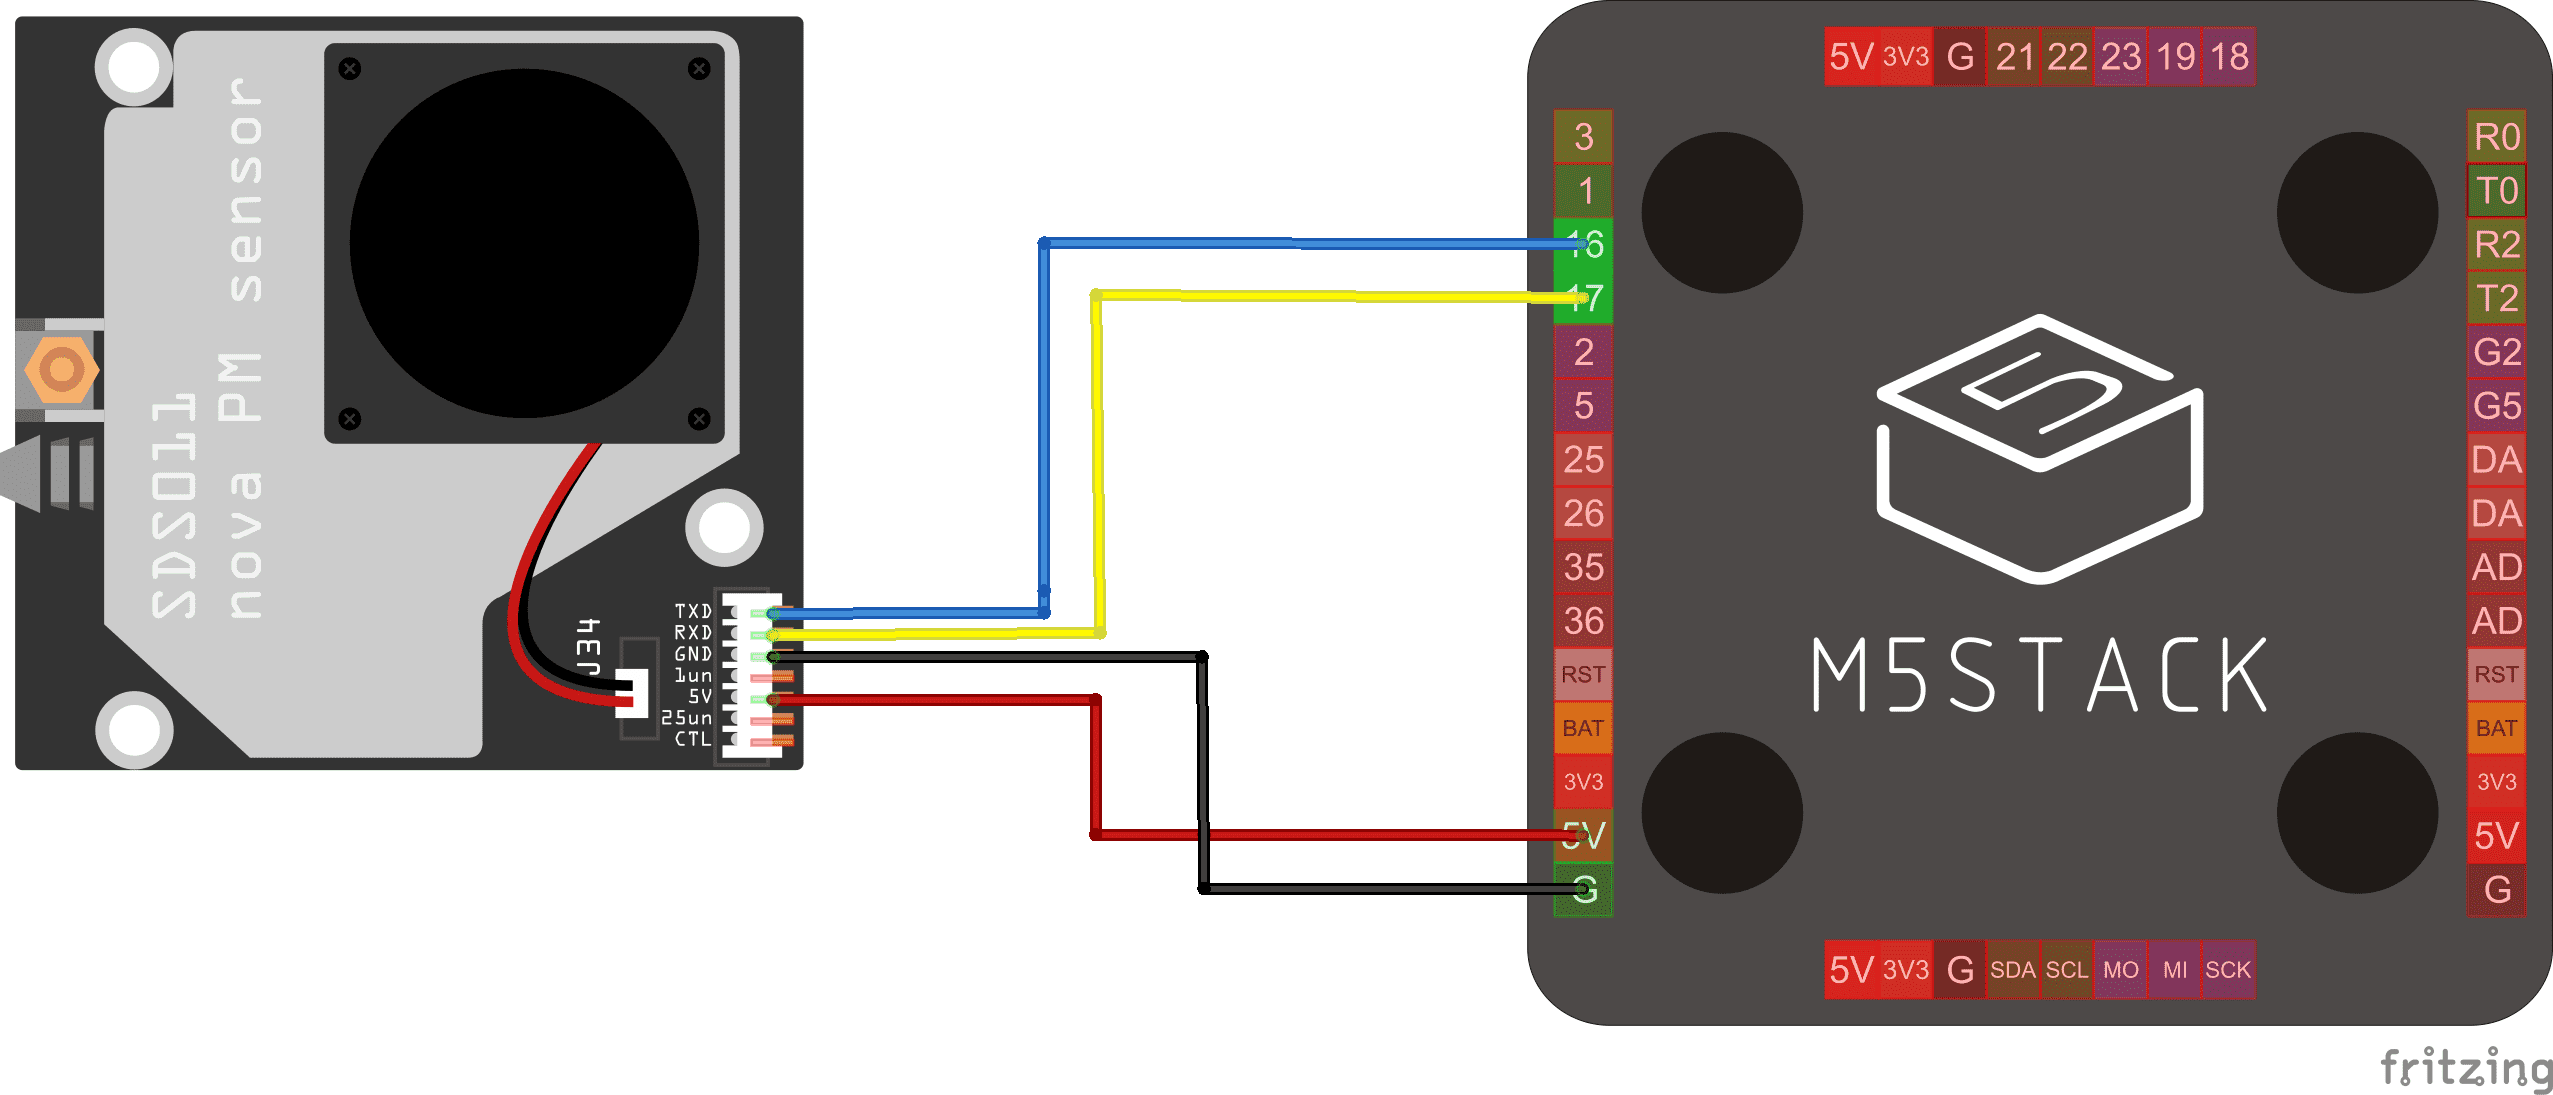 SDS011
nova PM sensor
J34
TXD
RXD
GND
1un
5V
25un
CTL
5V 3V3 G 21 22 23 19 18
3
1
16
17
2
5
25
26
35
36
RST
BAT
3V3
5V
G
M5STACK
R0
T0
R2
T2
G2
G5
DA
DA
AD
AD
RST
BAT
3V3
5V
G
5V 3V3 G SDA SCL MO MI SCK
fritzing